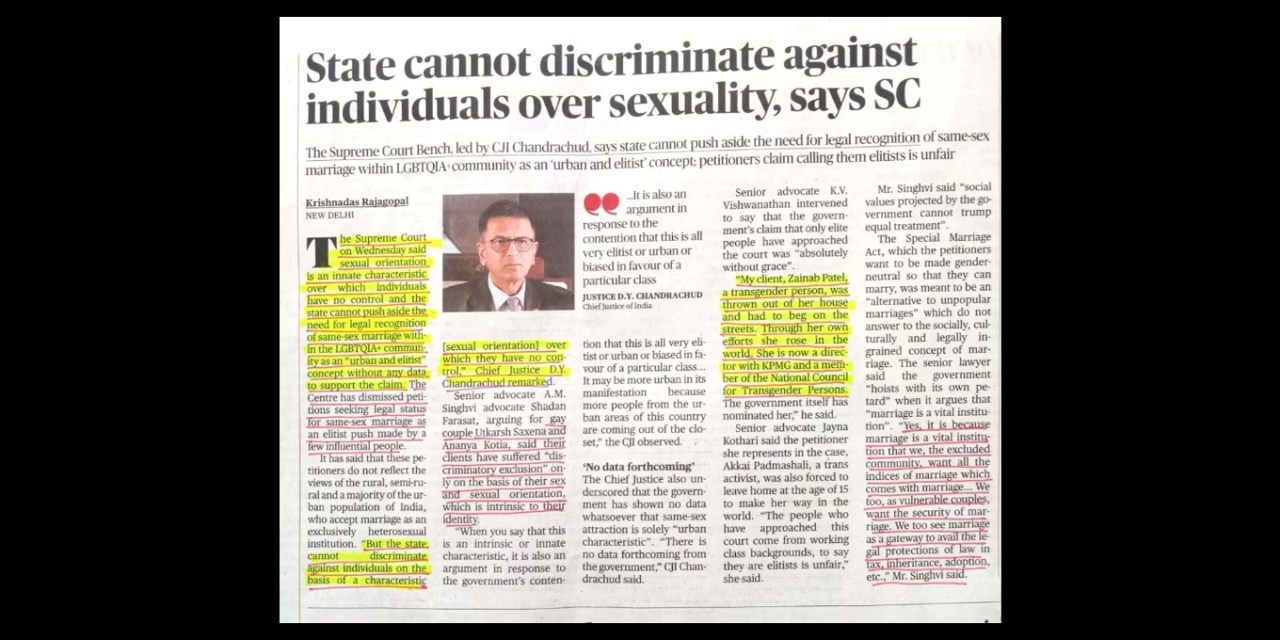 State cannot discriminate against
individuals over sexuality, says SC
The Supreme Court Bench, led by CJI Chandrachud, says state cannot push aside the need for legal recognition of same-sex
marriage within LGBTQIA+community as an ‘urban and elitist’ concept; petitioners claim calling them elitists is unfair
Krishnadas Rajagopal
NEW DELHI
The Supreme Court
on Wednesday said
sexual orientation
is an innate characteristic
over which individuals
have no control and the
state cannot push aside the
need for legal recognition
of same-sex marriage with-
in the LGBTQIA+ commun-
ity as an “urban and elitist”
concept without any data
to support the claim. The
Centre has dismissed peti-
tions seeking legal status
for same-sex marriage as
an elitist push made by a
few influential people.
It has said that these pe-
titioners do not reflect the
views of the rural, semi-ru-
ral and a majority of the ur-
ban population of India,
who accept marriage as an
exclusively heterosexual
institution. “But the state
cannot discriminate
against individuals on the
basis of a characteristic
[sexual orientation] over
which they have no con-
trol,” Chief Justice D.Y.
Chandrachud remarked.
Senior advocate A.M.
Singhvi advocate Shadan
Farasat, arguing for gay
couple Utkarsh Saxena and
Ananya Kotia, said their
clients have suffered “dis-
criminatory exclusion” on-
ly on the basis of their sex
and sexual orientation,
which is intrinsic to their
identity.
“When you say that this
is an intrinsic or innate
characteristic, it is also an
argument in response to
the government’s conten-
...It is also an
argument in
response to the
contention that this is all
very elitist or urban or
biased in favour of a
particular class
JUSTICE D.Y. CHANDRACHUD
Chief Justice of India
tion that this is all very eli-
tist or urban or biased in fa-
vour of a particular class...
It may be more urban in its
manifestation because
more people from the ur-
ban areas of this country
are coming out of the clo-
set,” the CJI observed.
‘No data forthcoming’
The Chief Justice also un-
derscored that the govern-
ment has shown no data
whatsoever that same-sex
attraction is solely “urban
characteristic”. “There is
no data forthcoming from
the government,” CJI Chan-
drachud said.
Senior advocate K.V.
Vishwanathan intervened
to say that the govern-
ment’s claim that only elite
people have approached
the court was “absolutely
without grace”.
“My client, Zainab Patel,
a transgender person, was
thrown out of her house
and had to beg on the
streets. Through her own
efforts she rose in the
world. She is now a direc-
tor with KPMG and a mem-
ber of the National Council
for Transgender Persons.
The government itself has
nominated her,” he said.
Senior advocate Jayna
Kothari said the petitioner
she represents in the case,
Akkai Padmashali, a trans
activist, was also forced to
leave home at the age of 15
to make her way in the
world. “The people who
have approached this
court come from working
class backgrounds, to say
they are elitists is unfair,”
she said.
Mr. Singhvi said “social
values projected by the go-
vernment cannot trump
equal treatment”.
The Special Marriage
Act, which the petitioners
want to be made gender-
neutral so that they can
marry, was meant to be an
“alternative to unpopular
marriages” which do not
answer to the socially, cul-
turally and legally in-
grained concept of mar-
riage. The senior lawyer
said the government
“hoists with its own pe-
tard” when it argues that
“marriage is a vital institu-
tion”. “Yes, it is because
marriage is a vital institu-
tion that we, the excluded
community, want all the
indices of marriage which
comes with marriage... We
too, as vulnerable couples,
want the security of mar-
riage. We too see marriage
as a gateway to avail the le-
gal protections of law in
tax, inheritance, adoption,
etc.,” Mr. Singhvi said.